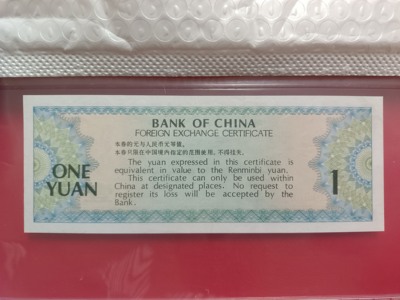 BANK OF CHINA
FOREIGN EXCHANGE CERTIFICATE
本券的元与人民币元等值。
本券只限在中国境内指定的范围使用，不得挂失。
The yuan expressed in this certificate is
equivalent in value to the Renminbi yuan.
This certificate can only be used within
China at designated places. No request to
register its loss will be accepted by the
Bank.
ONE
YUAN
1